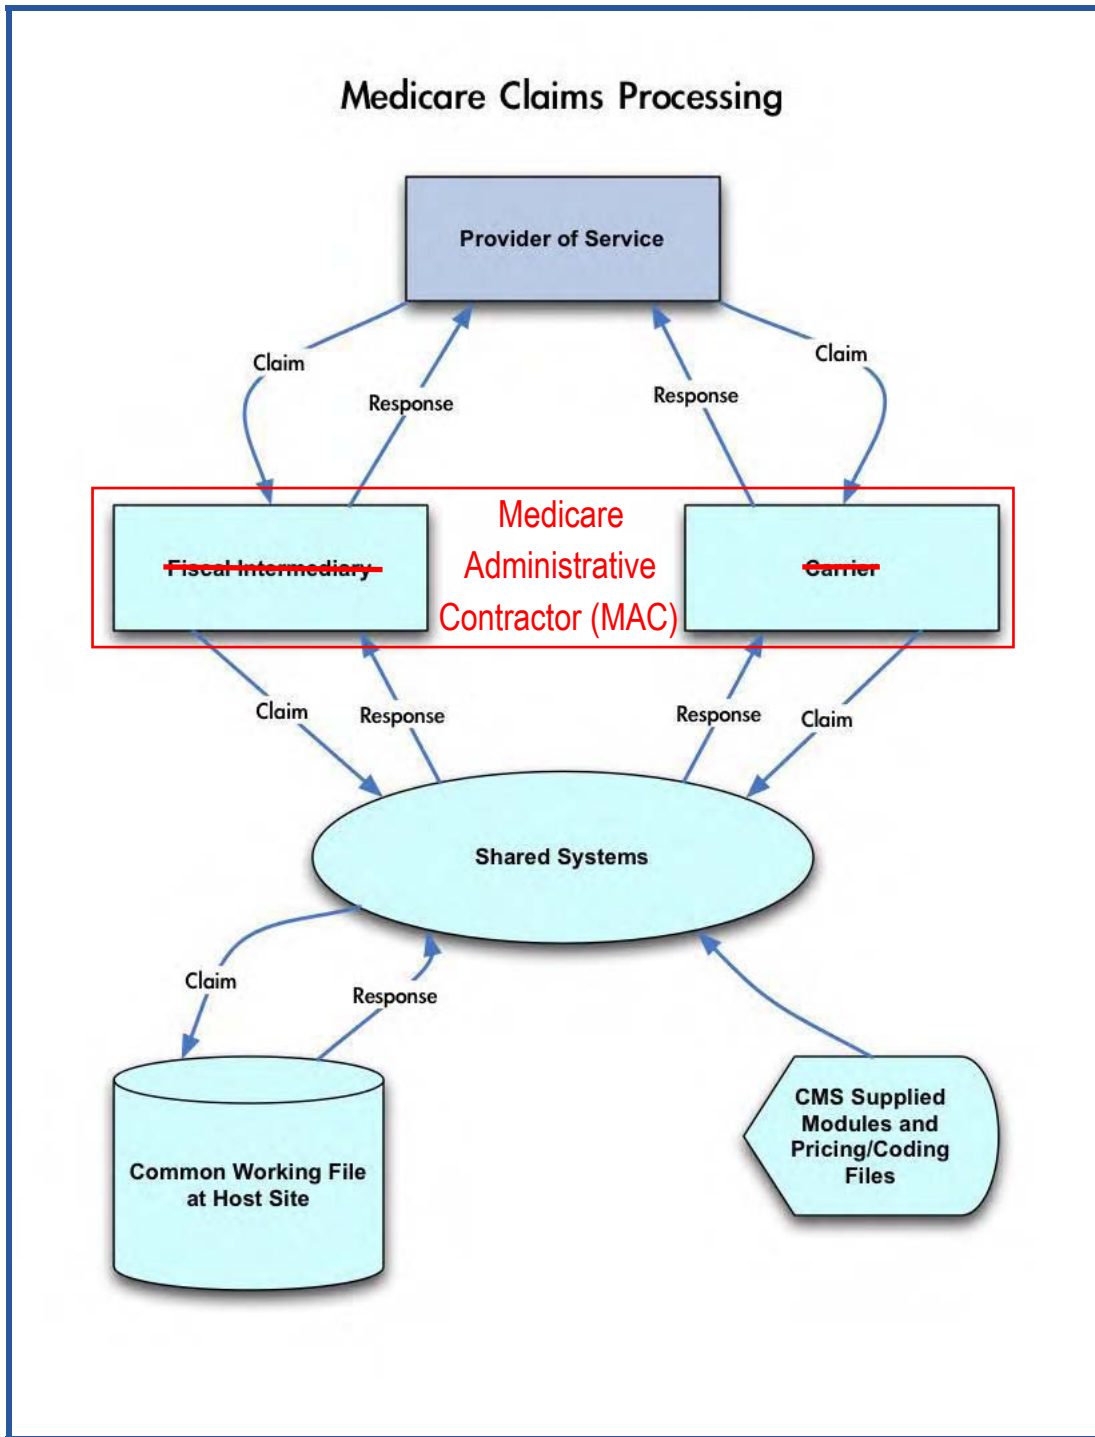 Medicare Claims Processing
Provider of Service
Claim
Response
Response
Claim
Fiscal Intermediary
Medicare
Administrative
Contractor (MAC)
Carrier
Claim
Response
Response
Claim
Shared Systems
Claim
Response
Common Working File
at Host Site
CMS Supplied
Modules and
Pricing/Coding
Files